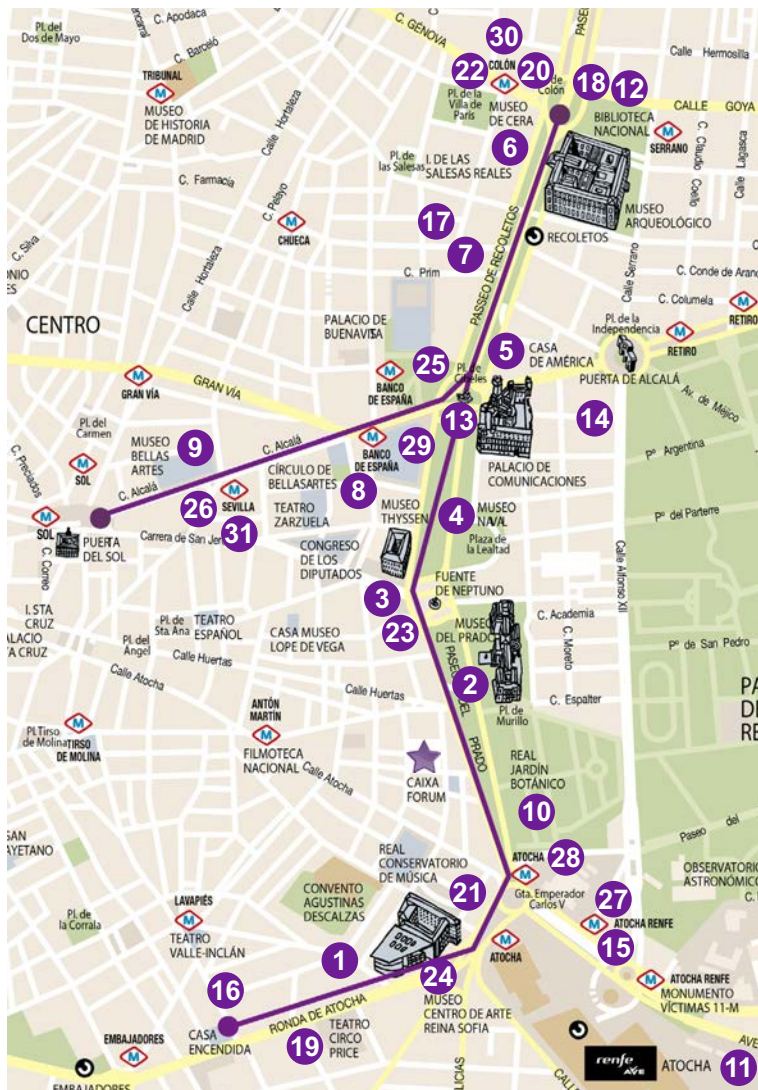 Pl. del
Dos de Mayo
C. Apodaca
C. Barceló
TRIBUNAL
MUSEO
DE HISTORIA
DE MADRID
Calle Hortaleza
C. GÉNOVA
30
COLÓN
22
20
de
Colón
18
12
PASEO
Calle Hermosilla
CALLE GOYA
Pl. de la
Villa de
París
MUSEO
DE CERA
BIBLIOTECA
NACIONAL
SERRANO
C. Claudio
Coello
Calle Lagasca
6
Pl. de
las Salesas
I. DE LAS
SALESAS REALES
C. Farmacia
C. Pelayo
17
7
MUSEO
ARQUEOLÓGICO
RECOLETOS
CHUECA
C. Silva
Calle Hortaleza
C. Prim
PASSEO DE RECOLETOS
Calle Serrano
C. Conde de Aran
C. Columela
RETIRO
CENTRO
PALACIO DE
BUENAVISTA
Pl. de la
Independencia
RETIRO
5
CASA
DE AMÉRICA
PUERTA DE ALCALÁ
25
Pl. de
Cibeles
BANCO
DE ESPAÑA
GRAN VÍA
GRAN VÍA
Av. de Méjico
13
14
Pl. del
Carmen
MUSEO
BELLAS
ARTES
9
C. Alcalá
BANCO
DE ESPAÑA
29
Pº Argentina
C. Preciados
SOL
CÍRCULO DE
BELLASARTES
8
PALACIO DE
COMUNICACIONES
C. Alcalá
26
SEVILLA
31
TEATRO
ZARZUELA
MUSEO
THYSSEN
4
MUSEO
NAVAL
Plaza de
la Lealtad
Pº del Parterre
SOL
PUERTA
DEL SOL
Carrera de San Jer
CONGRESO
DE LOS
DIPUTADOS
Calle Alfonso XII
C. Correo
3
FUENTE
DE NEPTUNO
I. STA
CRUZ
Pl. de
Sta. Ana
TEATRO
ESPAÑOL
23
CASA MUSEO
LOPE DE VEGA
MUSEO
DEL PRADO
C. Academia
C. Moreto
Pº de San Pedro
Pl. del
Angel
Calle Huertas
Calle Atocha
2
Calle Huertas
C. Espalter
Pl. de
Murillo
PASEO DEL PRADO
ANTÓN
MARTÍN
FILMOTECA
NACIONAL
Pl. Tirso
de Molina
TIRSO
DE MOLINA
Calle Atocha
CAIXA
FORUM
REAL
JARDÍN
BOTÁNICO
10
Paseo del
REAL
CONSERVATORIO
DE MÚSICA
ATOCHA
28
OBSERVATORIO
ASTRONÓMICO
CONVENTO
AGUSTINAS
DESCALZAS
21
Gta. Emperador
Carlos V
27
ATOCHA RENFE
15
LAVAPIÉS
TEATRO
VALLE-INCLÁN
Pl. de
la Corrala
1
ATOCHA
16
24
ATOCHA RENFE
MONUMENTO
VÍCTIMAS 11-M
RONDA DE ATOCHA
MUSEO
CENTRO DE ARTE
REINA SOFIA
CASA
ENCENDIDA
19
TEATRO
CIRCO
PRICE
EMBAJADORES
renfe
AVE
ATOCHA
11
EMBAJADORES